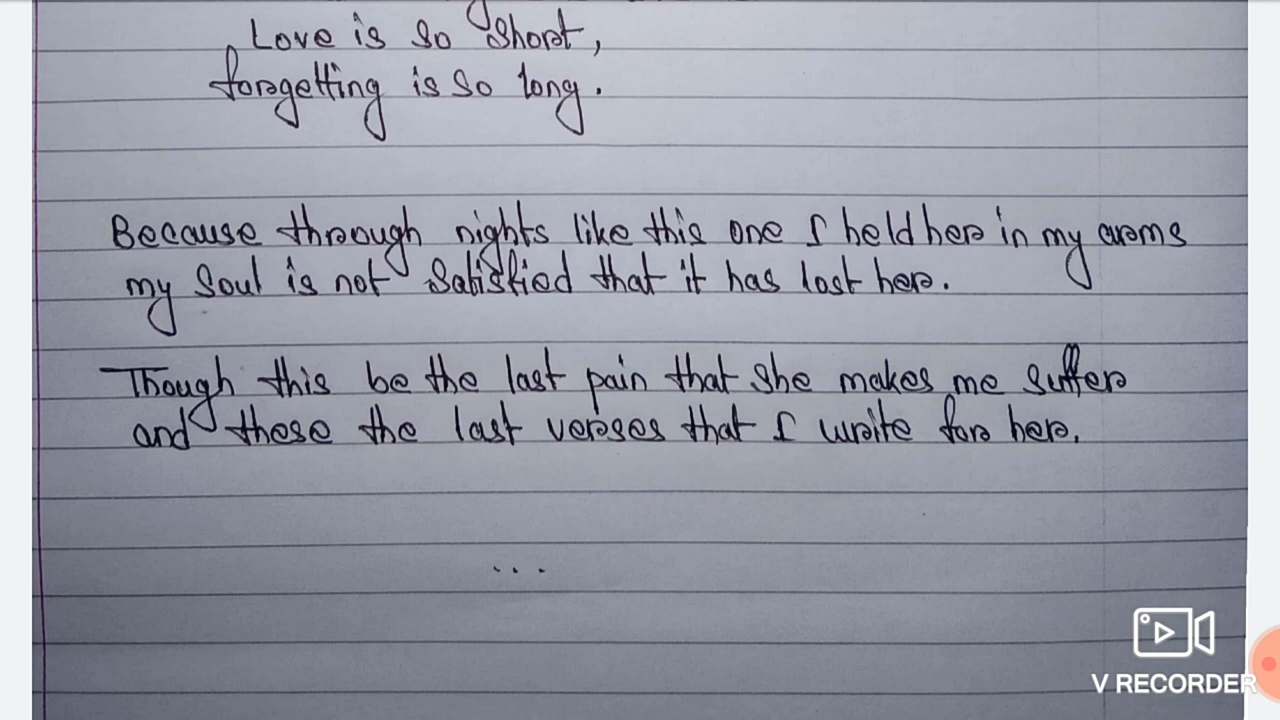 Love is so short,
forgetting is so long.
Because through nights like this one I held her in my arms
my soul is not satisfied that it has lost her.
Though this be the last pain that she makes me suffer
and these the last verses that I write for her.
...
V RECORDER